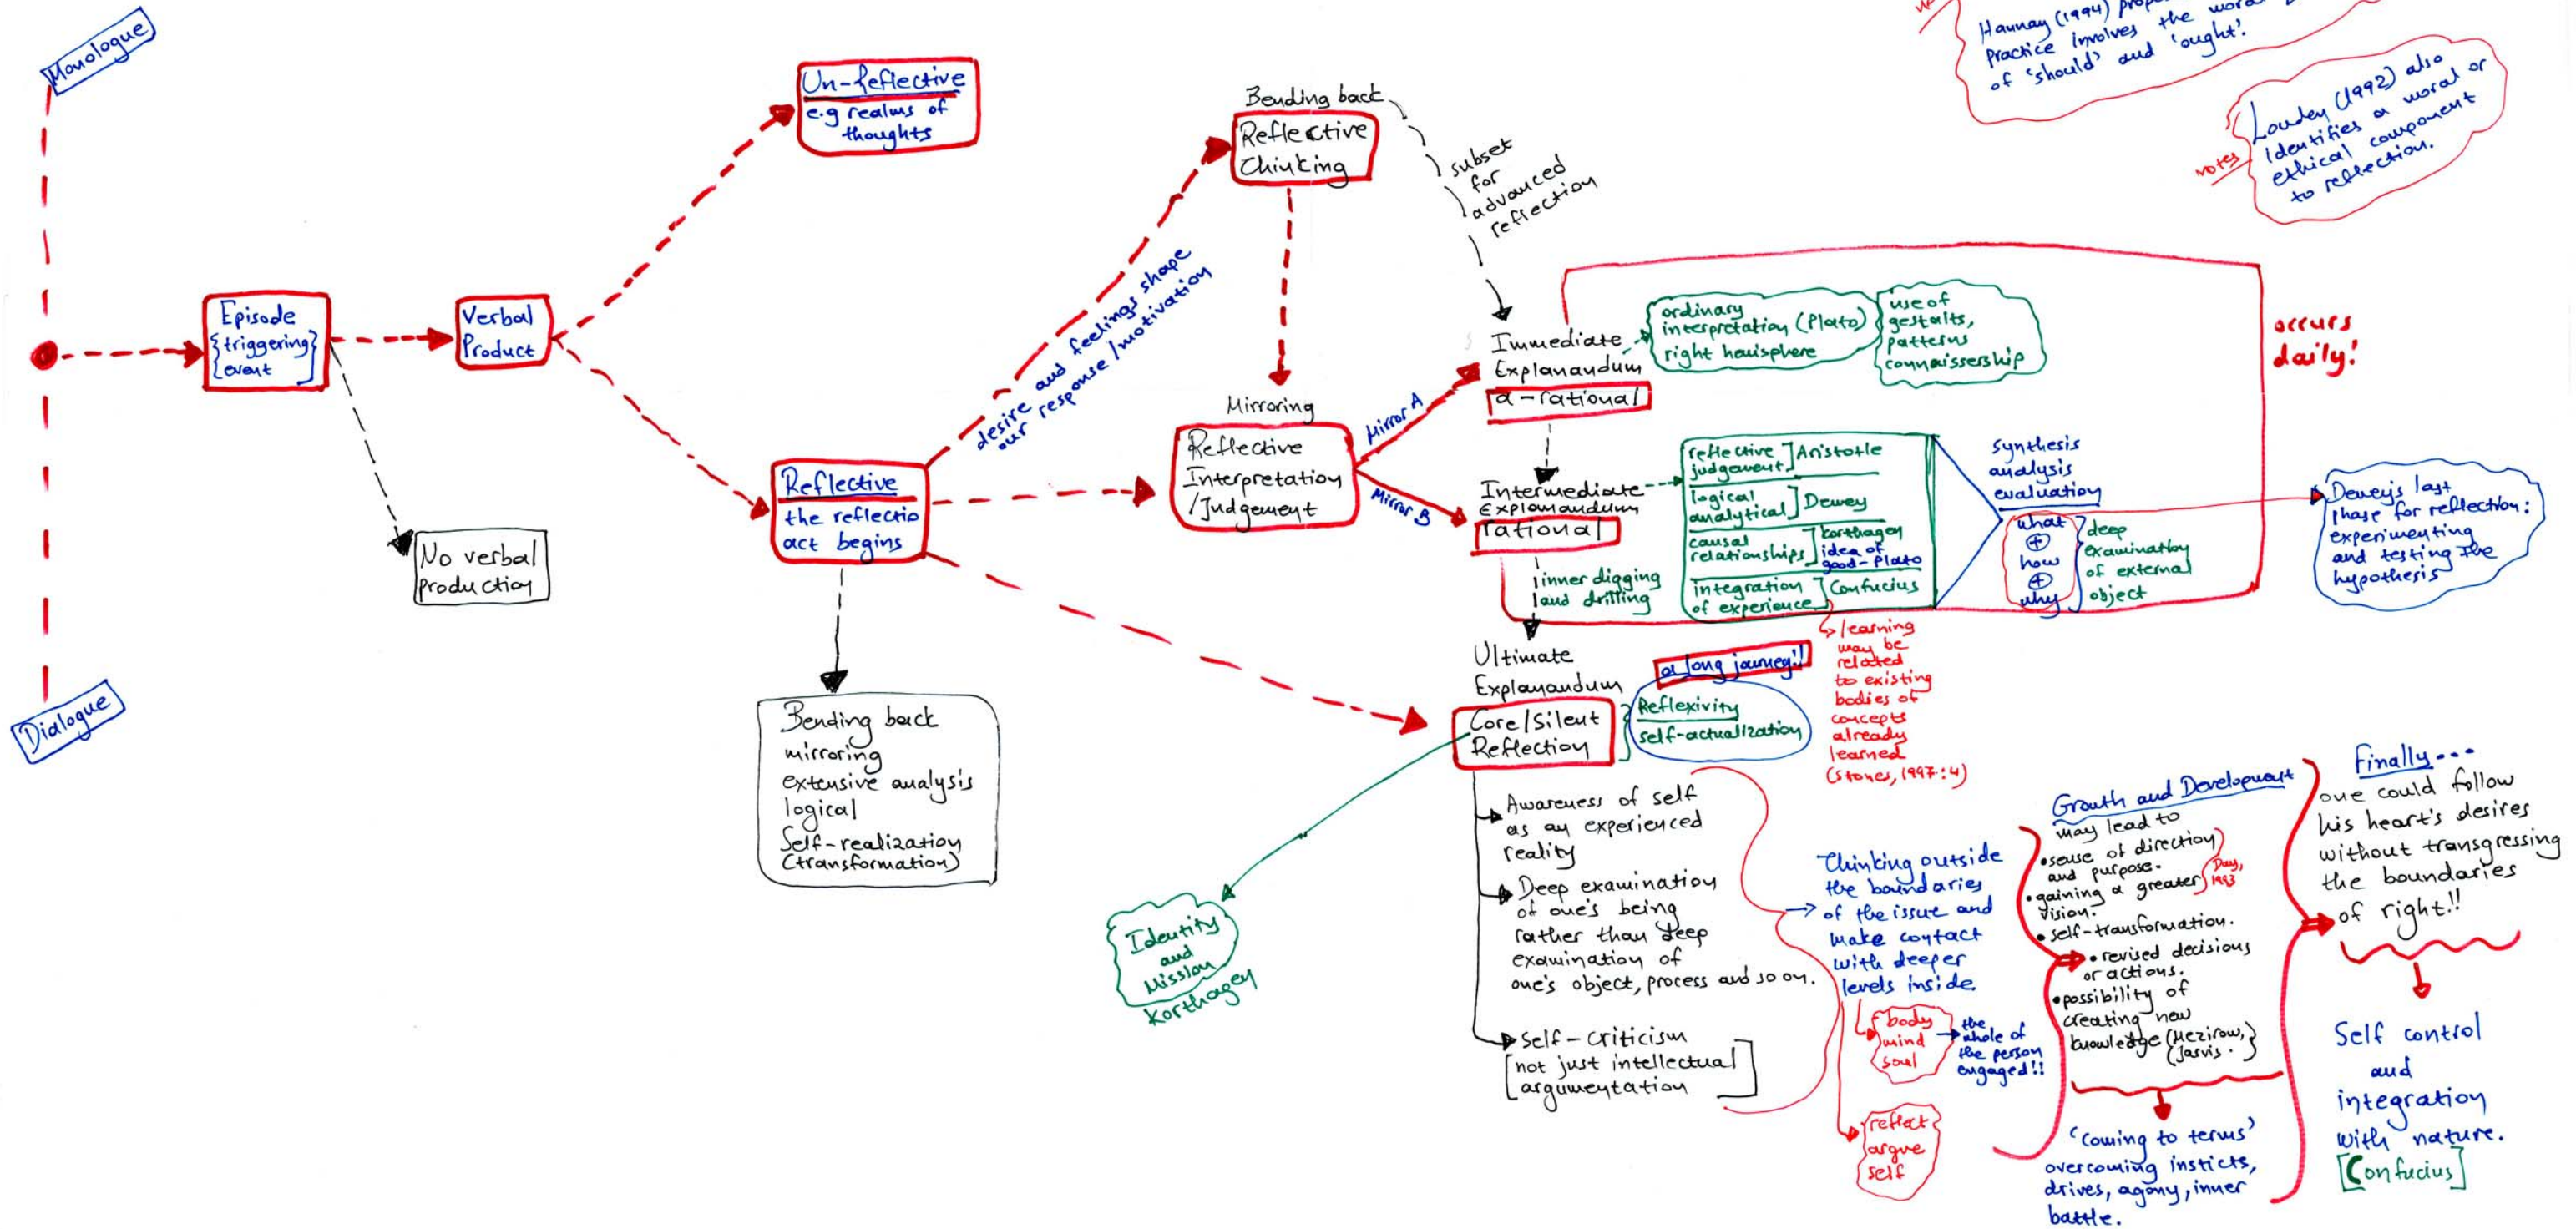 Monologue
Dialogue
Episode
{triggering}
event
Verbal
Product
No verbal
production
Un-Reflective
e.g realms of
thoughts
Reflective
the reflectio
act begins
Bending back
mirroring
extensive analysis
logical
Self-realization
(transformation)
desire and feelings shape
our response/motivation
Bending back
Reflective
Thinking
subset
for
advanced
reflection
Mirroring
Reflective
Interpretation
/Judgement
Mirror A
Mirror B
Immediate
Explanandum
a-rational
ordinary
interpretation (Plato)
right hemisphere
use of
gestalts,
patterns
connaissership
occurs
daily!
Intermediate
Explanandum
rational
inner digging
and drilling
reflective
judgement] Aristotle
logical
analytical] Dewey
causal
relationships] korthagen
idea of
good-Plato
integration
of experience] Confucius
synthesis
analysis
evaluation
what
+
how
+
why
deep
examination
of external
object
Dewey's last
phase for reflection:
experimenting
and testing the
hypothesis
learning
may be
related
to existing
bodies of
concepts
already
learned
(Stones, 1997:4)
Ultimate
Explanandum
Core/Silent
Reflection
a long journey!!
Reflexivity
self-actualization
Identity
and
Mission
Korthagen
Awareness of self
as an experienced
reality
Deep examination
of one's being
rather than deep
examination of
one's object, process and so on.
Self-criticism
[not just intellectual
argumentation]
Thinking outside
the boundaries
of the issue and
make contact
with deeper
levels inside
body
mind
soul
the
whole of
the person
engaged!!
reflect
argue
self
Growth and Development
may lead to
•sense of direction
and purpose.
•gaining a greater
vision.
Day,
1993
•self-transformation.
•revised decisions
or actions.
•possibility of
creating new
knowledge (Mezirow,
(Jarvis.)
'coming to terms'
overcoming insticts,
drives, agony, inner
battle.
Finally...
one could follow
his heart's desires
without transgressing
the boundaries
of right!!
Self control
and
integration
with nature.
[Confucius]
Hannay (1994)
Practice involves the
of 'should' and 'ought'.
notes
Louden (1992) also
identifies a moral or
ethical component
to reflection.